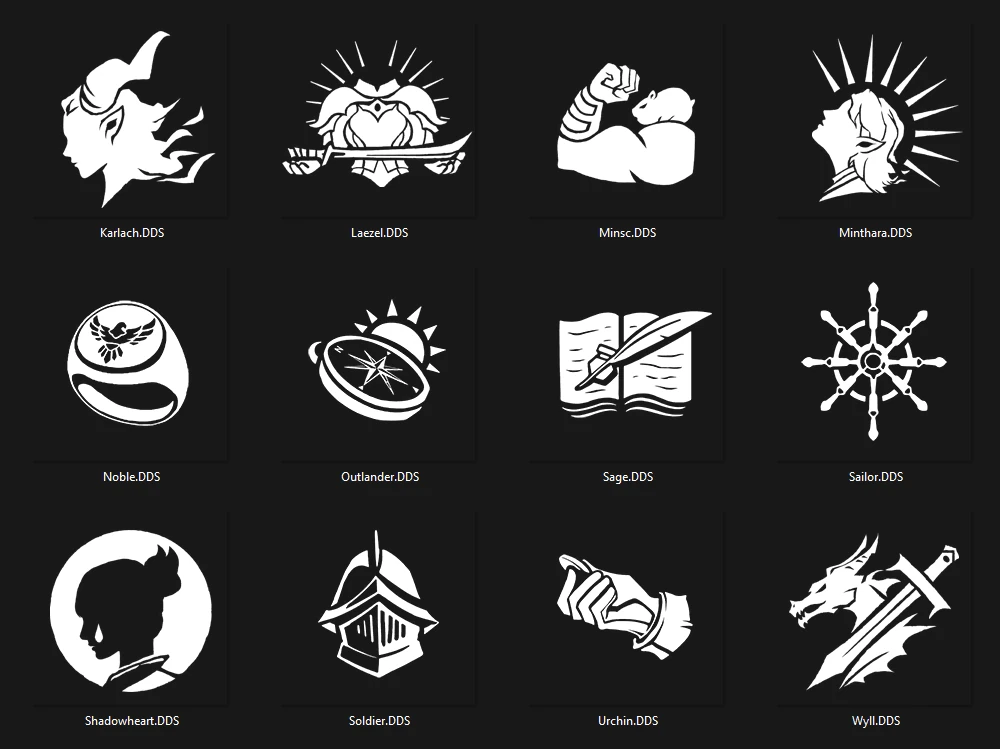 Karlach.DDS
Laezel.DDS
Minsc.DDS
Minthara.DDS
N
Noble.DDS
Outlander.DDS
Sage.DDS
Sailor.DDS
Shadowheart.DDS
Soldier.DDS
Urchin.DDS
Wyll.DDS